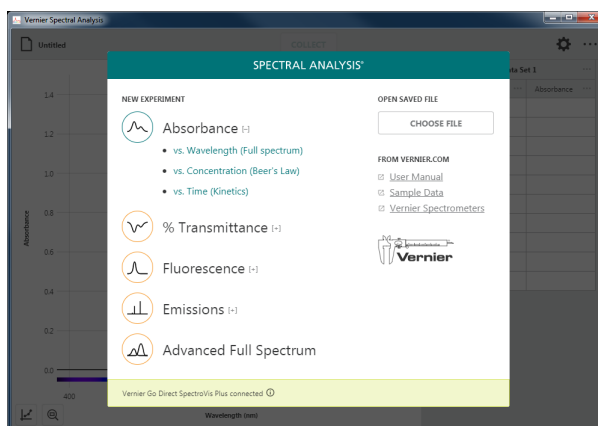 Vernier Spectral Analysis
Untitled
COLLECT
SPECTRAL ANALYSIS®
NEW EXPERIMENT
Absorbance [-]
• vs. Wavelength (Full spectrum)
• vs. Concentration (Beer's Law)
• vs. Time (Kinetics)
% Transmittance [+]
Fluorescence [+]
Emissions [+]
Advanced Full Spectrum
OPEN SAVED FILE
CHOOSE FILE
FROM VERNIER.COM
User Manual
Sample Data
Vernier Spectrometers
Vernier
Vernier Go Direct SpectroVis Plus connected
Set 1
Absorbance
1.4
1.2
1.0
0.8
0.6
0.4
0.2
0.0
Absorbance
400
Wavelength (nm)